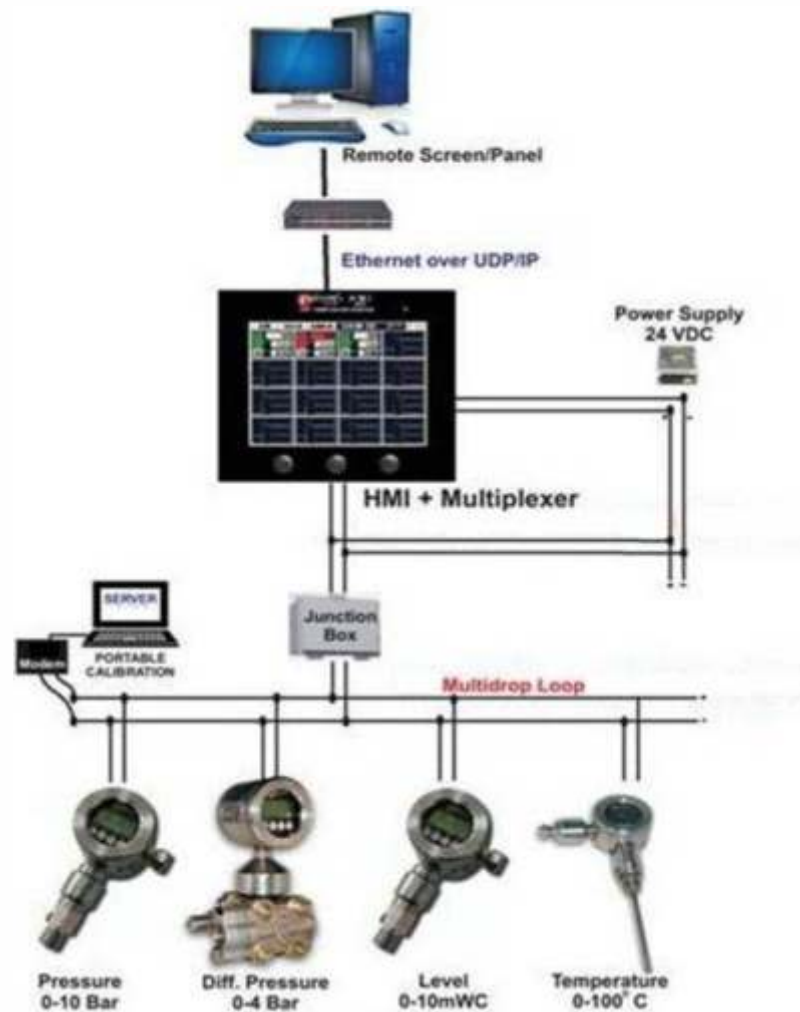 Remote Screen/Panel
Ethernet over UDP/IP
Power Supply
24 VDC
HMI + Multiplexer
SERVER
Junction
Box
Modem
PORTABLE
CALIBRATION
Multidrop Loop
Pressure
0-10 Bar
Diff. Pressure
0-4 Bar
Level
0-10mWC
Temperature
0-100° C